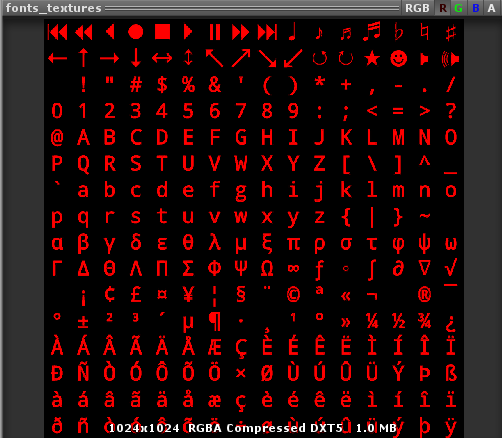 fonts_textures RGB R G B A
⏮ ◀◀ ◀ ● ■ ▶ ⏸ ▶▶ ⏭ ♩ ♪ ♫ ♬ ♭ ♮ ♯
← ↑ → ↓ ↔ ↕ ↖ ↗ ↘ ↙ ↺ ↻ ★ ☻
! " # $ % & ' ( ) * + , - . /
0 1 2 3 4 5 6 7 8 9 : ; < = > ?
@ A B C D E F G H I J K L M N O
P Q R S T U V W X Y Z [ \ ] ^ _
` a b c d e f g h i j k l m n o
p q r s t u v w x y z { | } ~
α β γ δ ε θ λ μ ξ π ρ σ τ φ ψ ω
Γ Δ Θ Λ Π Σ Φ Ψ Ω ∞ ƒ ◦ ∫ ∂ ∇ √
¡ ¢ £ ¤ ¥ ¦ § ¨ © ª « ¬ ® ¯
° ± ² ³ ´ µ ¶ · ¸ ¹ º » ¼ ½ ¾ ¿
À Á Â Ã Ä Å Æ Ç È É Ê Ë Ì Í Î Ï
Ð Ñ Ò Ó Ô Õ Ö × Ø Ù Ú Û Ü Ý Þ ß
à á â ã ä å æ ç è é ê ë ì í î ï
1024x1024 RGBA Compressed DXT5 1.0 MB